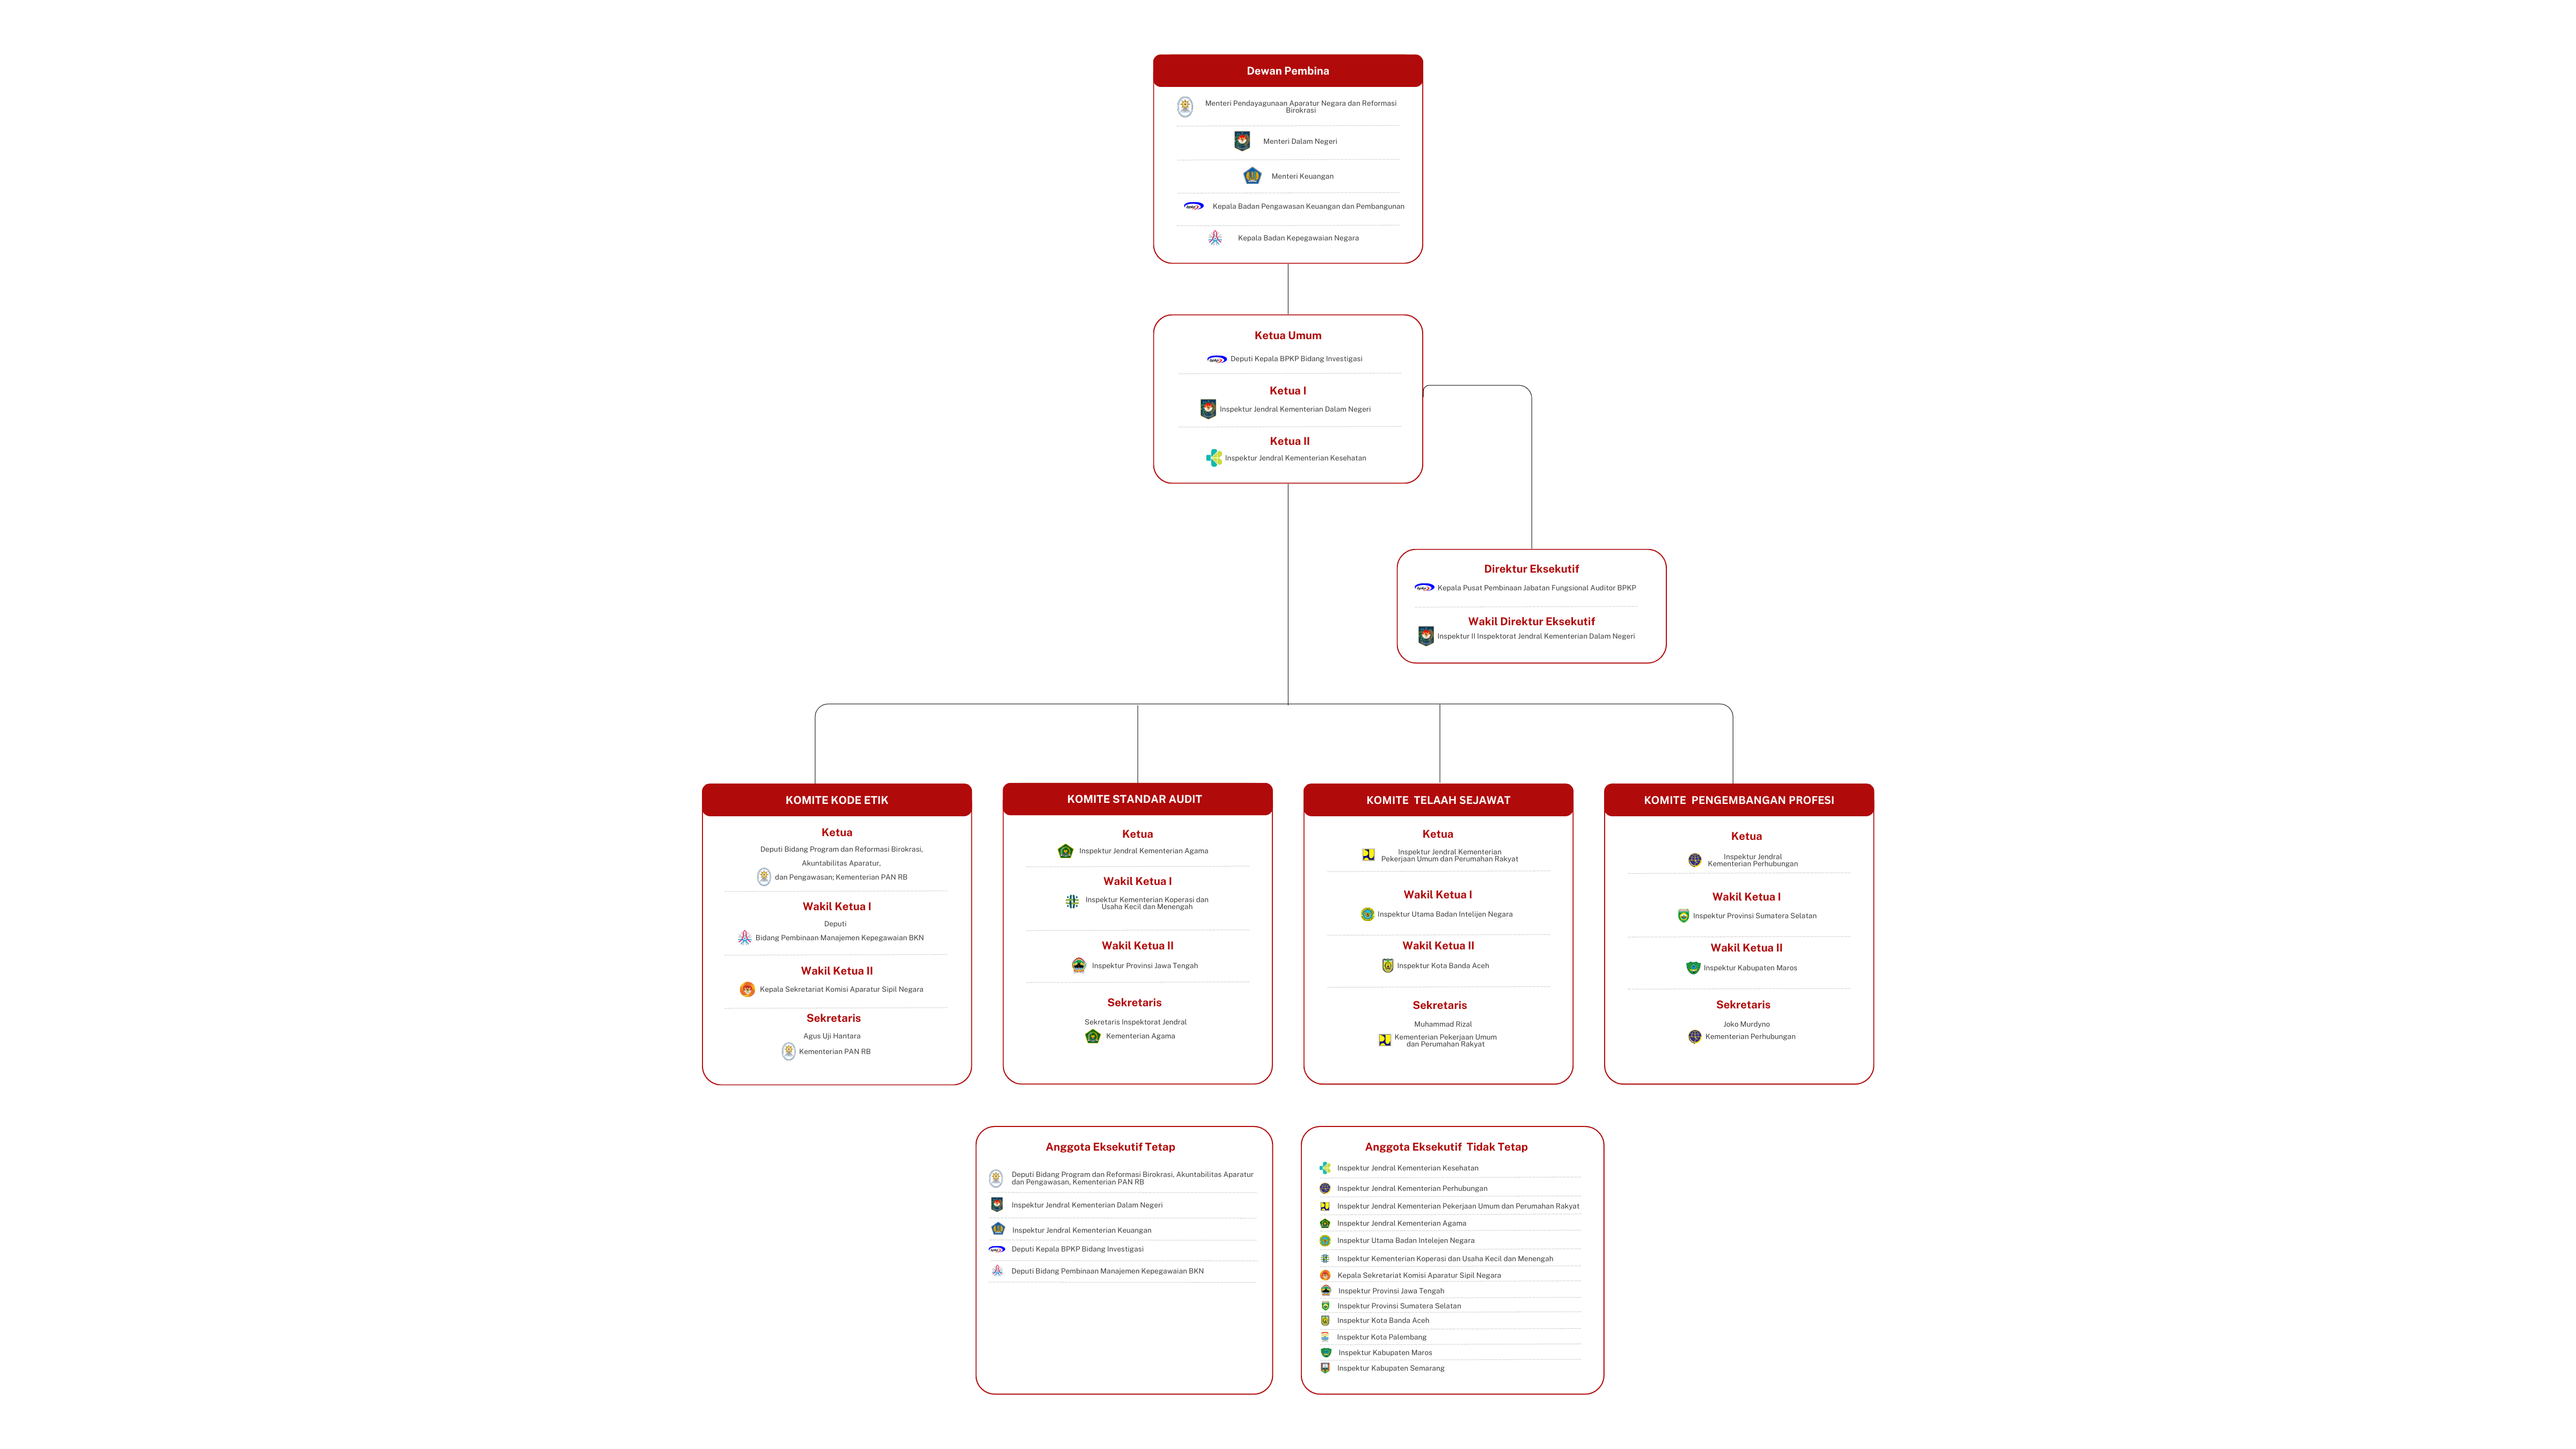 Dewan Pembina
Menteri Pendayagunaan Aparatur Negara dan Reformasi
Birokrasi
Menteri Dalam Negeri
Menteri Keuangan
Kepala Badan Pengawasan Keuangan dan Pembangunan
Kepala Badan Kepegawaian Negara
Ketua Umum
Deputi Kepala BPKP Bidang Investigasi
Ketua I
Inspektur Jendral Kementerian Dalam Negeri
Ketua II
Inspektur Jendral Kementerian Kesehatan
Direktur Eksekutif
Kepala Pusat Pembinaan Jabatan Fungsional Auditor BPKP
Wakil Direktur Eksekutif
Inspektur II Inspektorat Jendral Kementerian Dalam Negeri
KOMITE KODE ETIK
Ketua
Deputi Bidang Program dan Reformasi Birokrasi,
Akuntabilitas Aparatur,
dan Pengawasan; Kementerian PAN RB
Wakil Ketua I
Deputi
Bidang Pembinaan Manajemen Kepegawaian BKN
Wakil Ketua II
Kepala Sekretariat Komisi Aparatur Sipil Negara
Sekretaris
Agus Uji Hantara
Kementerian PAN RB
KOMITE STANDAR AUDIT
Ketua
Inspektur Jendral Kementerian Agama
Wakil Ketua I
Inspektur Kementerian Koperasi dan
Usaha Kecil dan Menengah
Wakil Ketua II
Inspektur Provinsi Jawa Tengah
Sekretaris
Sekretaris Inspektorat Jendral
Kementerian Agama
KOMITE TELAAH SEJAWAT
Ketua
Inspektur Jendral Kementerian
Pekerjaan Umum dan Perumahan Rakyat
Wakil Ketua I
Inspektur Utama Badan Intelijen Negara
Wakil Ketua II
Inspektur Kota Banda Aceh
Sekretaris
Muhammad Rizal
Kementerian Pekerjaan Umum
dan Perumahan Rakyat
KOMITE PENGEMBANGAN PROFESI
Ketua
Inspektur Jendral
Kementerian Perhubungan
Wakil Ketua I
Inspektur Provinsi Sumatera Selatan
Wakil Ketua II
Inspektur Kabupaten Maros
Sekretaris
Joko Murdyno
Kementerian Perhubungan
Anggota Eksekutif Tetap
Deputi Bidang Program dan Reformasi Birokrasi, Akuntabilitas Aparatur
dan Pengawasan, Kementerian PAN RB
Inspektur Jendral Kementerian Dalam Negeri
Inspektur Jendral Kementerian Keuangan
Deputi Kepala BPKP Bidang Investigasi
Deputi Bidang Pembinaan Manajemen Kepegawaian BKN
Anggota Eksekutif Tidak Tetap
Inspektur Jendral Kementerian Kesehatan
Inspektur Jendral Kementerian Perhubungan
Inspektur Jendral Kementerian Pekerjaan Umum dan Perumahan Rakyat
Inspektur Jendral Kementerian Agama
Inspektur Utama Badan Intelejen Negara
Inspektur Kementerian Koperasi dan Usaha Kecil dan Menengah
Kepala Sekretariat Komisi Aparatur Sipil Negara
Inspektur Provinsi Jawa Tengah
Inspektur Provinsi Sumatera Selatan
Inspektur Kota Banda Aceh
Inspektur Kota Palembang
Inspektur Kabupaten Maros
Inspektur Kabupaten Semarang